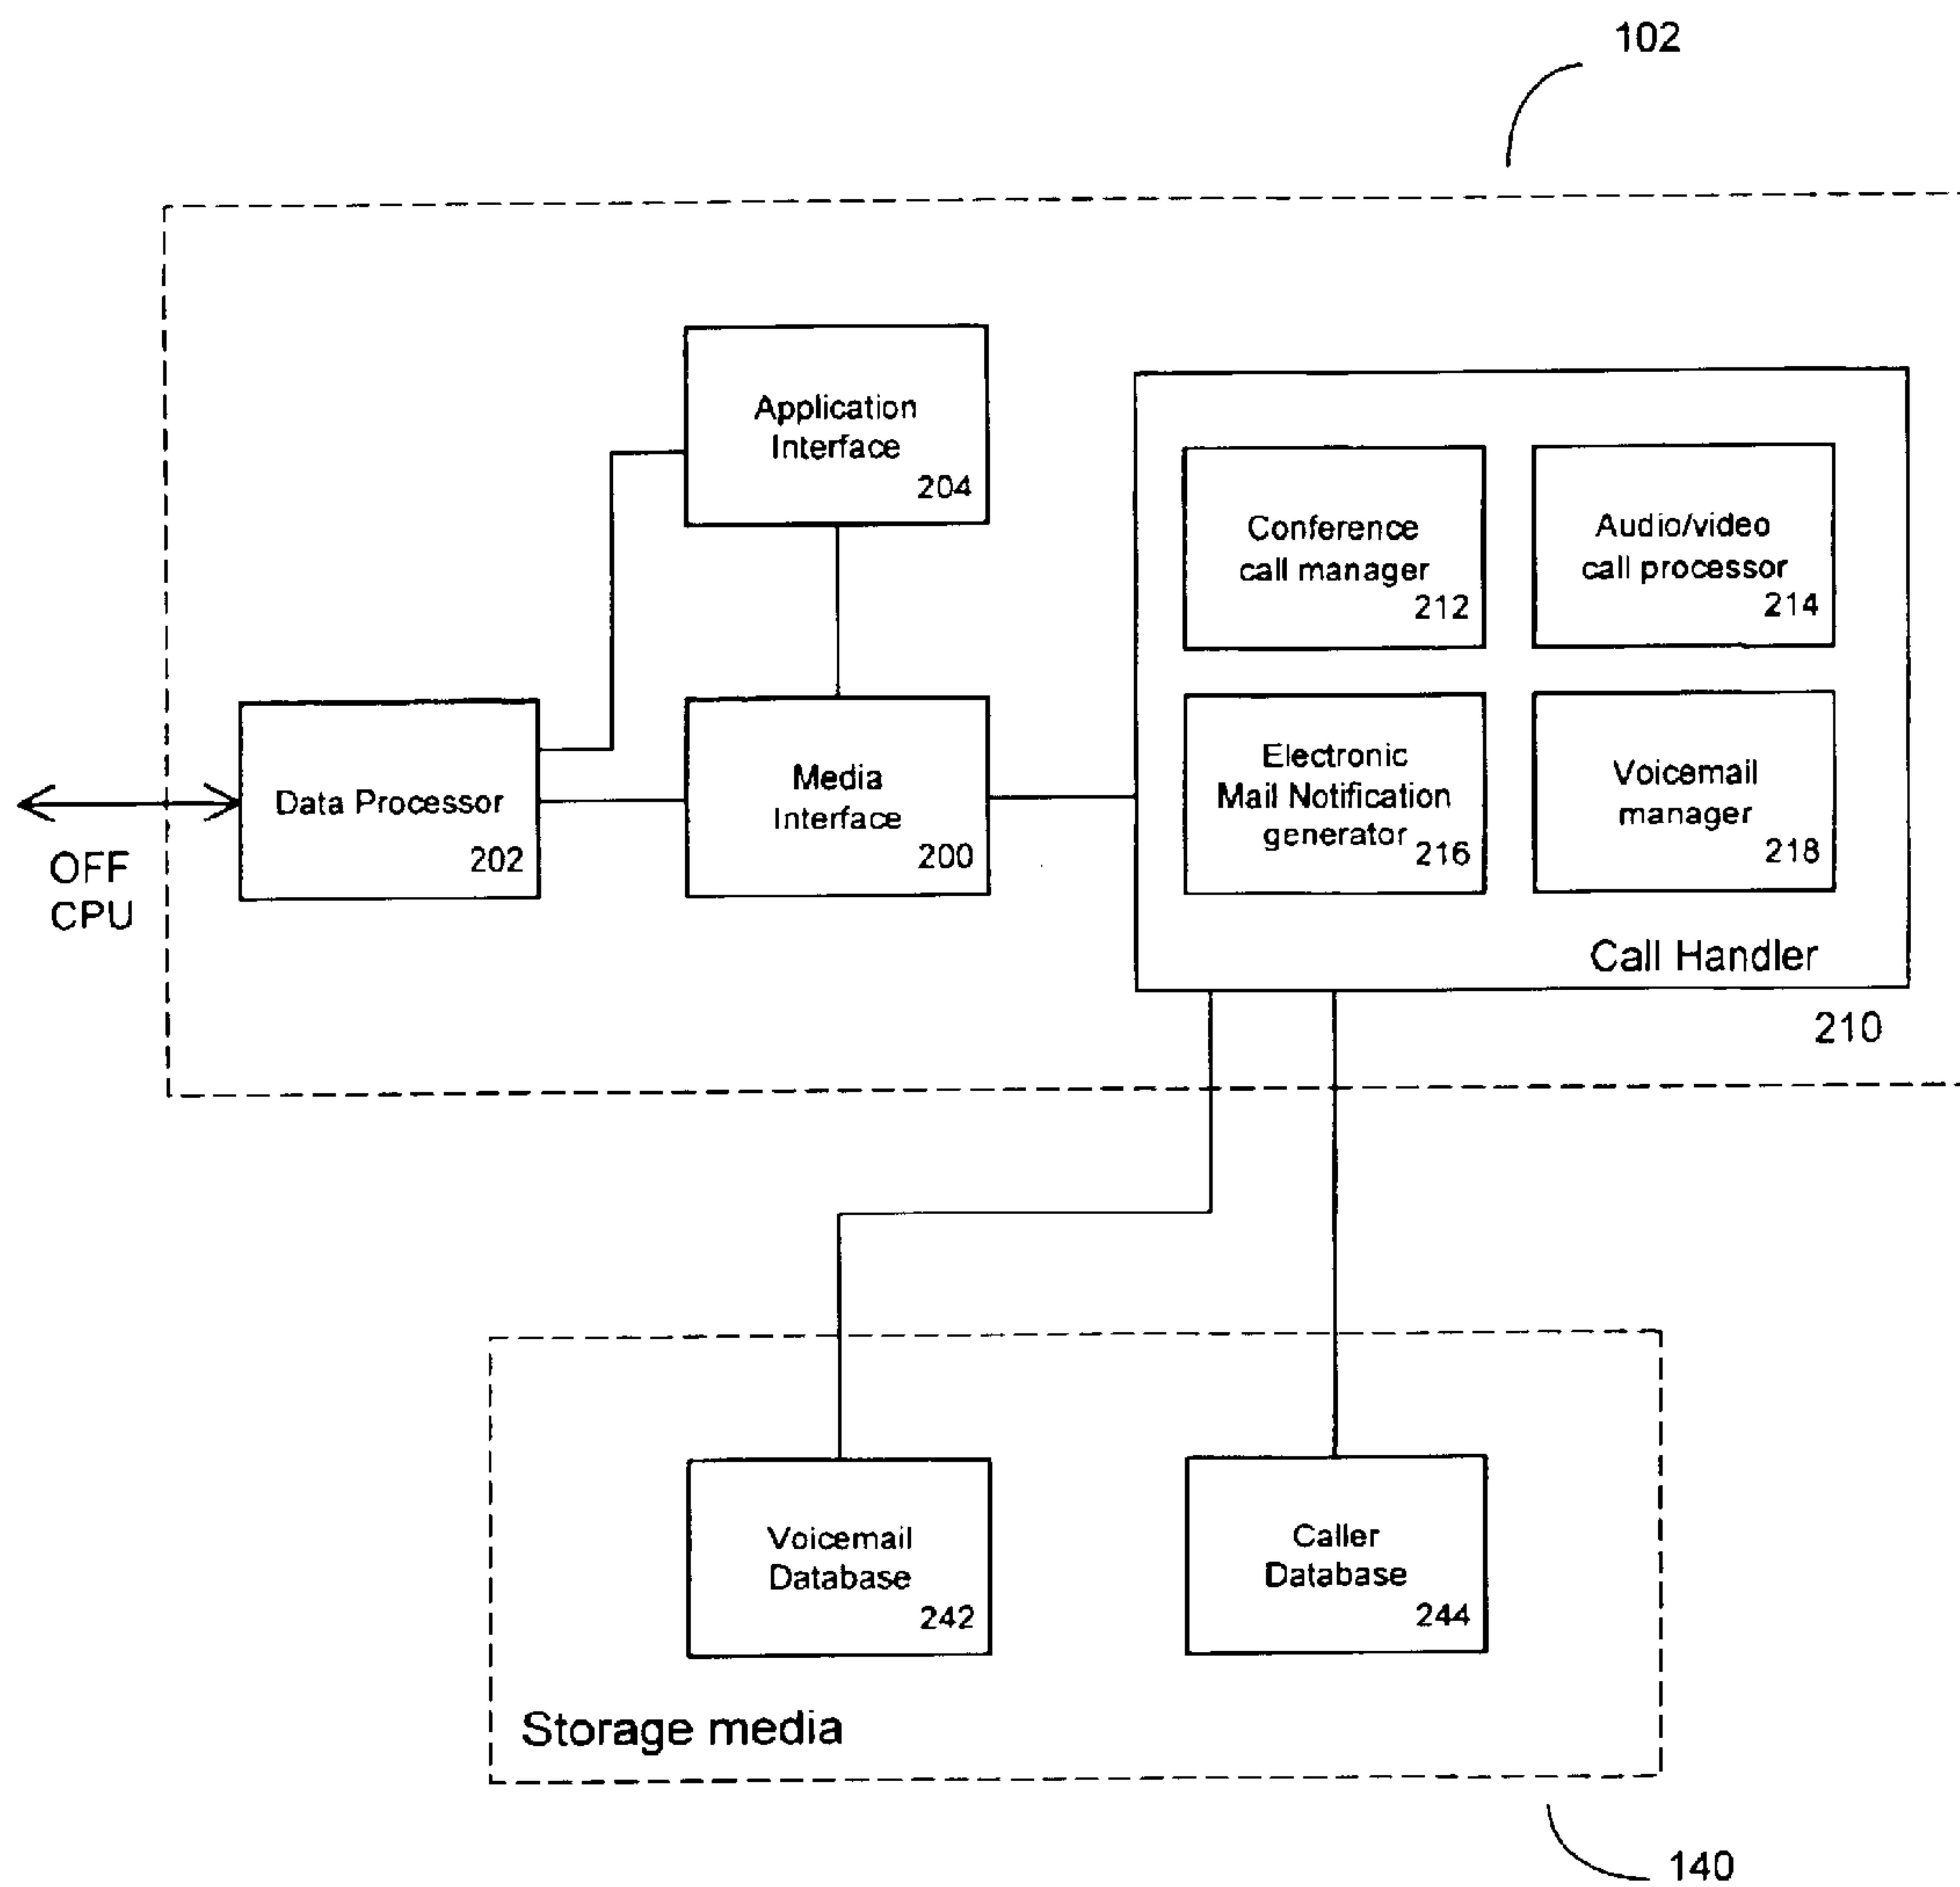 102
Application
Interface
204
Conference
call manager
212
Audio/video
call processor
214
Data Processor
202
Media
Interface
200
Electronic
Mail Notification
generator
216
Voicemail
manager
218
OFF
CPU
Call Handler
210
Voicemail
Database
242
Caller
Database
244
Storage media
140